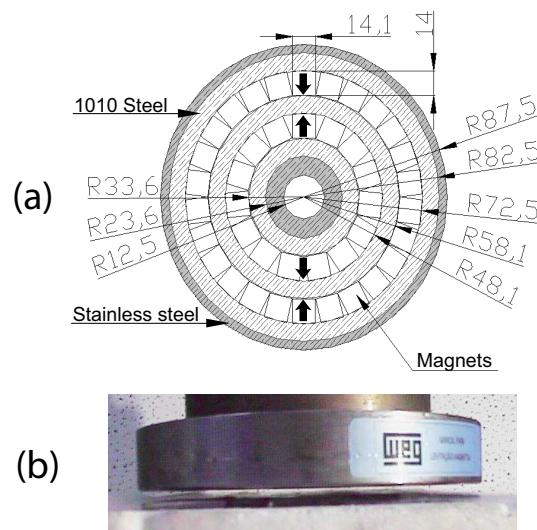 14,1
14
1010 Steel
(a)
R87,5
R82,5
R72,5
R58,1
R48,1
R33,6
R23,6
R12,5
Stainless steel
Magnets
(b)
WEG